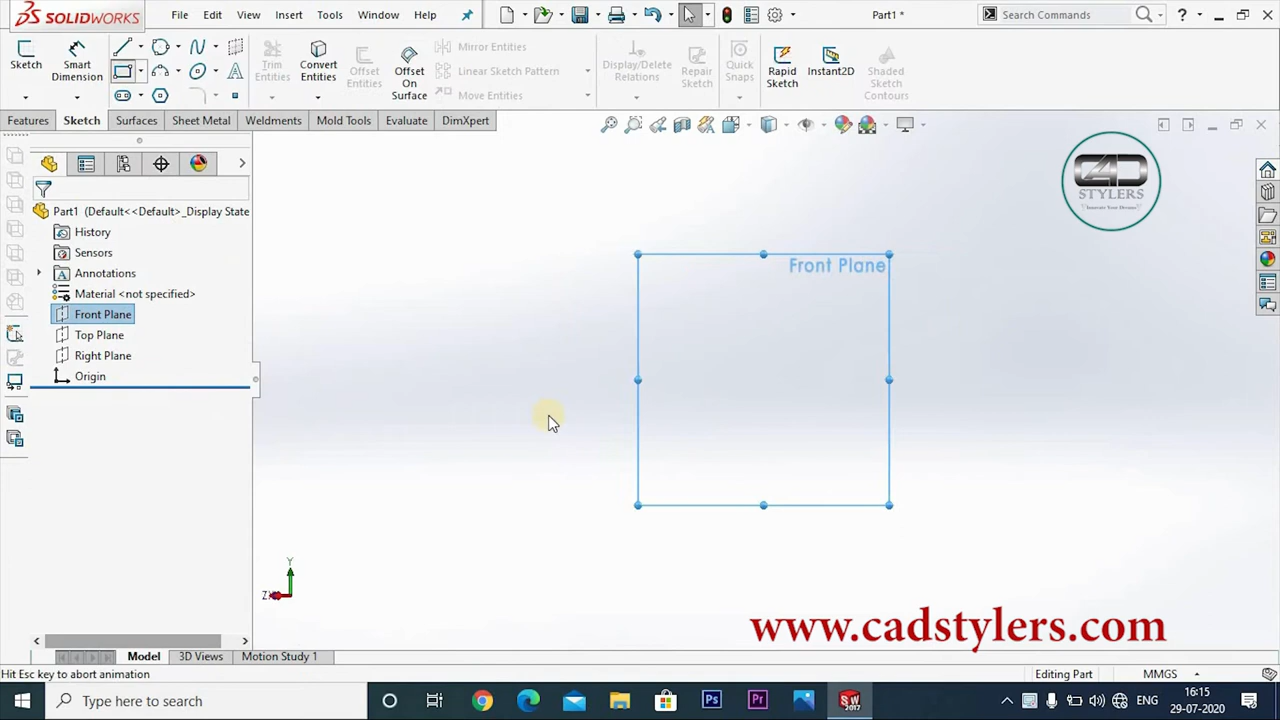 SOLIDWORKS
File Edit View Insert Tools Window Help
Part1 *
Search Commands
?
Sketch
Smart Dimension
Trim Entities
Convert Entities
Offset Entities
Offset On Surface
Mirror Entities
Linear Sketch Pattern
Move Entities
Display/Delete Relations
Repair Sketch
Quick Snaps
Rapid Sketch
Instant2D
Shaded Sketch Contours
Features Sketch Surfaces Sheet Metal Weldments Mold Tools Evaluate DimXpert
CAD
STYLERS
Part1 (Default<<Default>_Display State
History
Sensors
Annotations
Material <not specified>
Front Plane
Top Plane
Right Plane
Origin
Front Plane
Y
Z
www.cadstylers.com
Model 3D Views Motion Study 1
Hit Esc key to abort animation
Editing Part
MMGS
Type here to search
Ps
Pr
SW
2017
ENG
16:15
29-07-2020